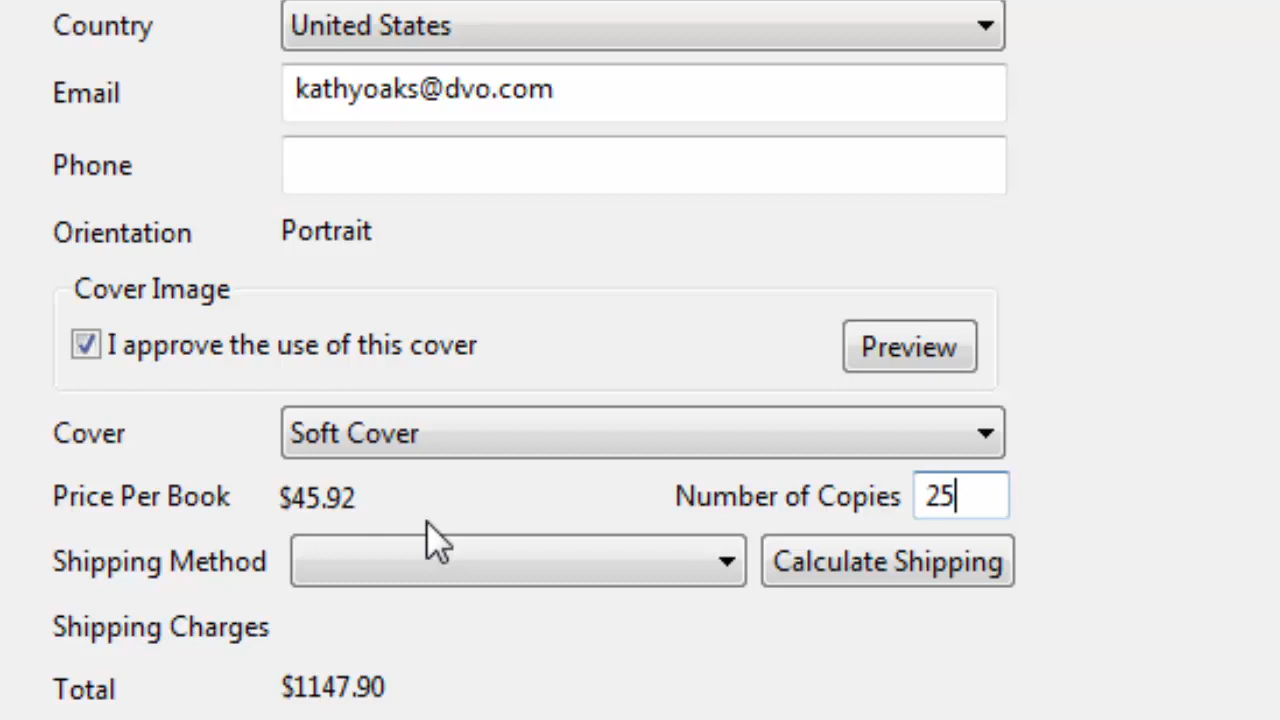 Country United States
Email kathyoaks@dvo.com
Phone
Orientation Portrait
Cover Image
I approve the use of this cover Preview
Cover Soft Cover
Price Per Book $45.92 Number of Copies 25
Shipping Method Calculate Shipping
Shipping Charges
Total $1147.90